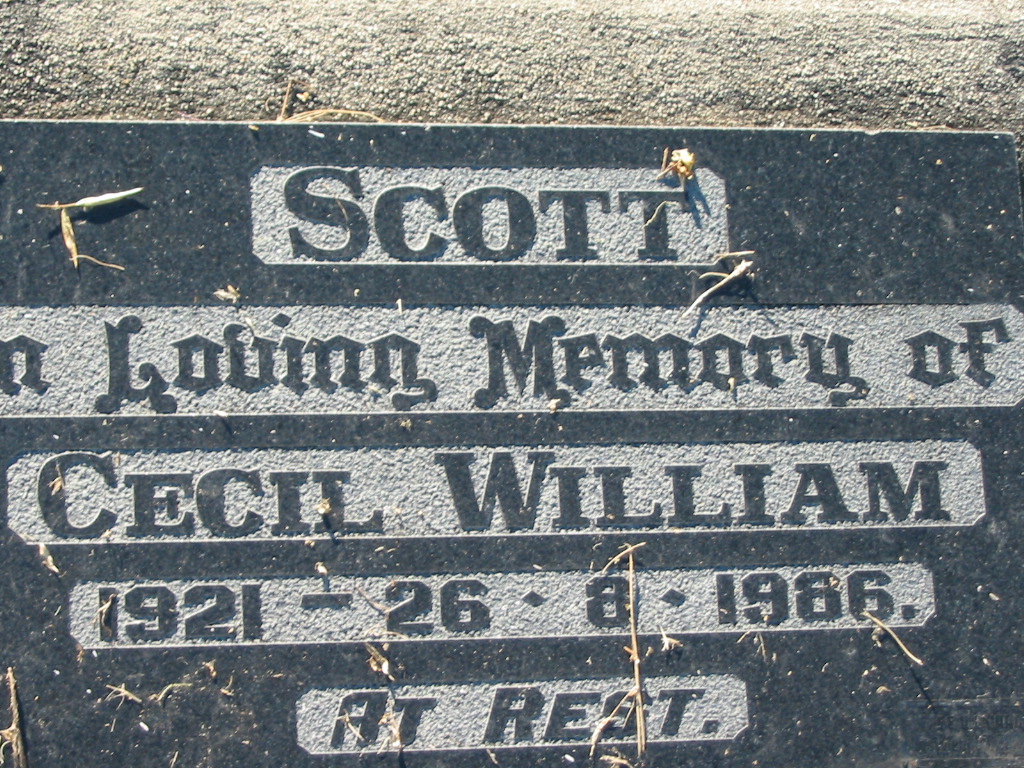 SCOTT
n Loving Memory of
CECIL WILLIAM
1921 - 26 · 8 · 1986.
AT REST.